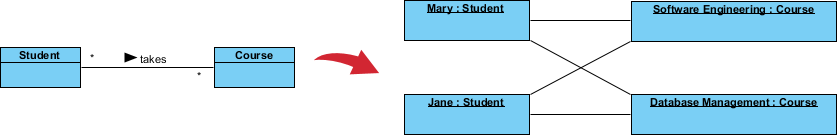 Student
*
takes
*
Course
Mary : Student
Software Engineering : Course
Jane : Student
Database Management : Course